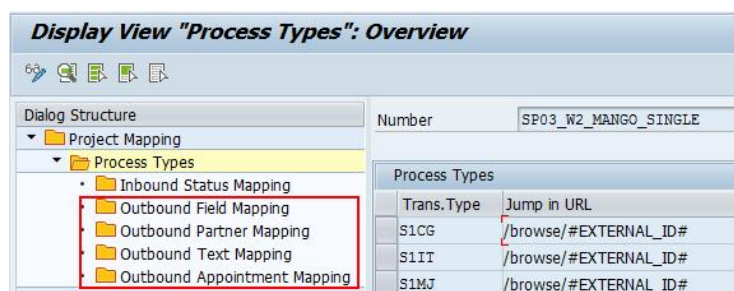 Display View "Process Types": Overview
Dialog Structure
Project Mapping
Process Types
Inbound Status Mapping
Outbound Field Mapping
Outbound Partner Mapping
Outbound Text Mapping
Outbound Appointment Mapping
Number SP03_W2_MANGO_SINGLE
Process Types
Trans.Type Jump in URL
S1CG /browse/#EXTERNAL_ID#
S1IT /browse/#EXTERNAL_ID#
S1MJ /browse/#EXTERNAL_ID#